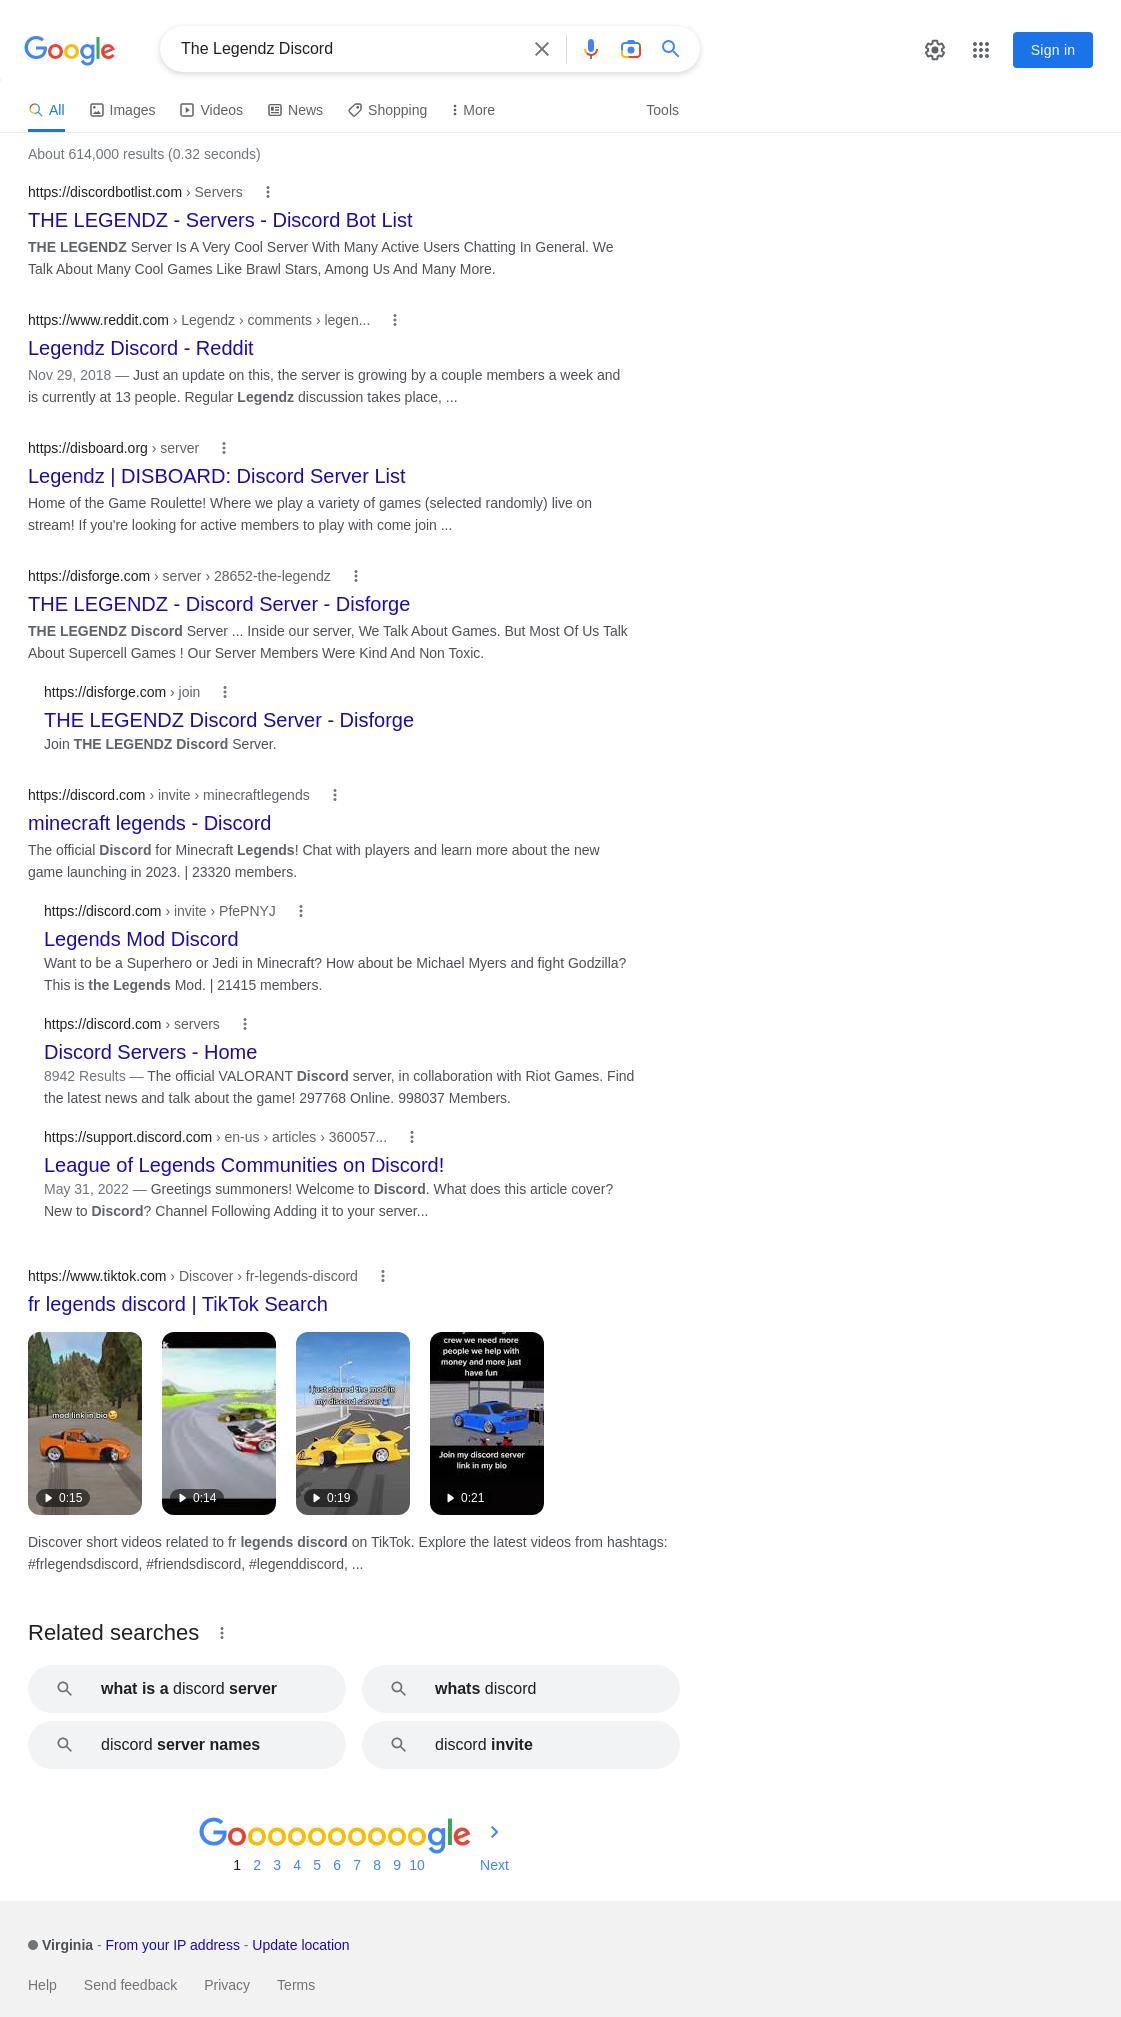 Google
The Legendz Discord
Sign in
All Images Videos News Shopping More Tools
About 614,000 results (0.32 seconds)
https://discordbotlist.com › Servers
THE LEGENDZ - Servers - Discord Bot List
THE LEGENDZ Server Is A Very Cool Server With Many Active Users Chatting In General. We
Talk About Many Cool Games Like Brawl Stars, Among Us And Many More.
https://www.reddit.com › Legendz › comments › legen...
Legendz Discord - Reddit
Nov 29, 2018 — Just an update on this, the server is growing by a couple members a week and
is currently at 13 people. Regular Legendz discussion takes place, ...
https://disboard.org › server
Legendz | DISBOARD: Discord Server List
Home of the Game Roulette! Where we play a variety of games (selected randomly) live on
stream! If you're looking for active members to play with come join ...
https://disforge.com › server › 28652-the-legendz
THE LEGENDZ - Discord Server - Disforge
THE LEGENDZ Discord Server ... Inside our server, We Talk About Games. But Most Of Us Talk
About Supercell Games ! Our Server Members Were Kind And Non Toxic.
https://disforge.com › join
THE LEGENDZ Discord Server - Disforge
Join THE LEGENDZ Discord Server.
https://discord.com › invite › minecraftlegends
minecraft legends - Discord
The official Discord for Minecraft Legends! Chat with players and learn more about the new
game launching in 2023. | 23320 members.
https://discord.com › invite › PfePNYJ
Legends Mod Discord
Want to be a Superhero or Jedi in Minecraft? How about be Michael Myers and fight Godzilla?
This is the Legends Mod. | 21415 members.
https://discord.com › servers
Discord Servers - Home
8942 Results — The official VALORANT Discord server, in collaboration with Riot Games. Find
the latest news and talk about the game! 297768 Online. 998037 Members.
https://support.discord.com › en-us › articles › 360057...
League of Legends Communities on Discord!
May 31, 2022 — Greetings summoners! Welcome to Discord. What does this article cover?
New to Discord? Channel Following Adding it to your server...
https://www.tiktok.com › Discover › fr-legends-discord
fr legends discord | TikTok Search
mod link in bio😏
0:15
0:14
i just shared the mod in
my discord server
0:19
crew we need more
people we help with
money and more just
have fun
Join my discord server
link in my bio
0:21
Discover short videos related to fr legends discord on TikTok. Explore the latest videos from hashtags:
#frlegendsdiscord, #friendsdiscord, #legenddiscord, ...
Related searches
what is a discord server
whats discord
discord server names
discord invite
Goooooooooogle
1 2 3 4 5 6 7 8 9 10 Next
Virginia - From your IP address - Update location
Help Send feedback Privacy Terms